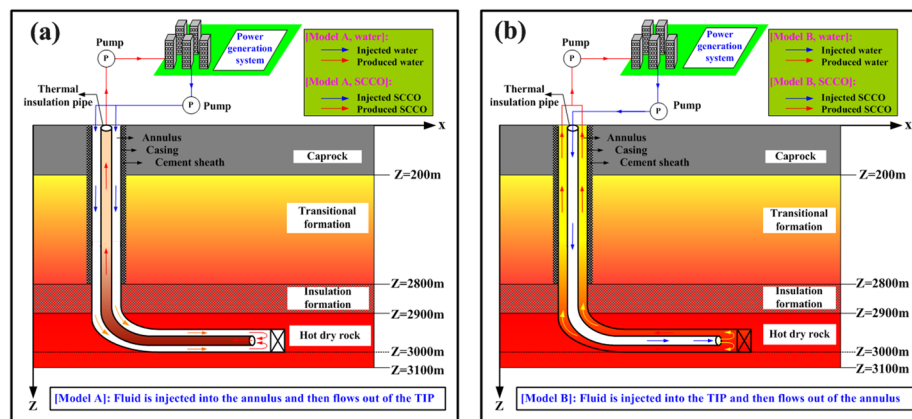 (a)
Pump
P
Power
generation
system
[Model A, water]:
Injected water
Produced water
[Model A, SCCO]:
Injected SCCO
Produced SCCO
Thermal
insulation pipe
P
Pump
x
Annulus
Casing
Cement sheath
Caprock
Z=200m
Transitional
formation
Z=2800m
Insulation
formation
Z=2900m
Hot dry rock
Z=3000m
Z=3100m
Z
[Model A]: Fluid is injected into the annulus and then flows out of the TIP
(b)
Pump
P
Power
generation
system
[Model B, water]:
Injected water
Produced water
[Model B, SCCO]:
Injected SCCO
Produced SCCO
Thermal
insulation pipe
P
Pump
x
Annulus
Casing
Cement sheath
Caprock
Z=200m
Transitional
formation
Z=2800m
Insulation
formation
Z=2900m
Hot dry rock
Z=3000m
Z=3100m
Z
[Model B]: Fluid is injected into the TIP and then flows out of the annulus